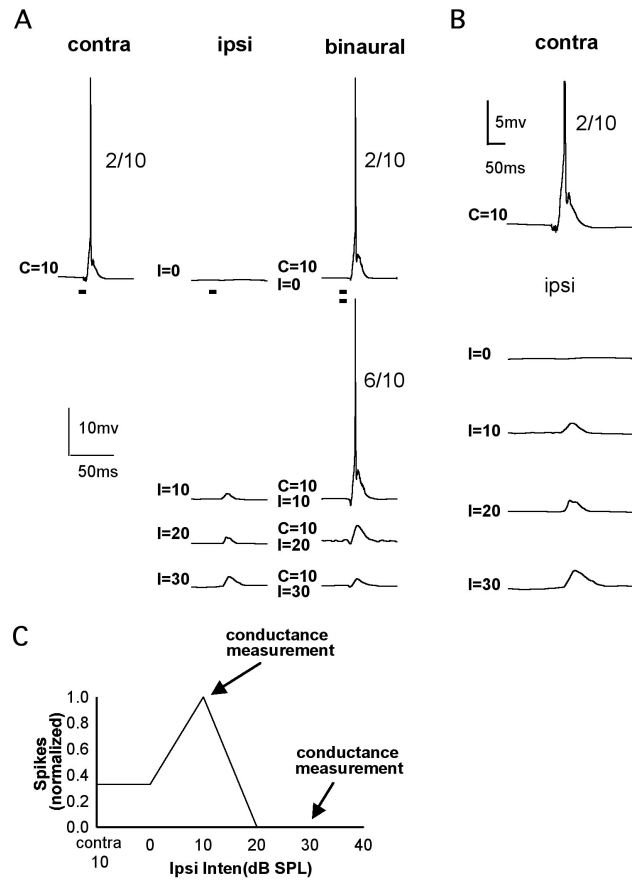 A
B
contra
ipsi
binaural
contra
2/10
2/10
5mv
50ms
2/10
C=10
I=0
C=10
I=0
C=10
ipsi
6/10
I=0
10mv
50ms
I=10
C=10
I=10
I=10
I=20
C=10
I=20
I=20
I=30
C=10
I=30
I=30
C
conductance
measurement
conductance
measurement
Spikes
(normalized)
1.0
0.8
0.6
0.4
0.2
0.0
contra
10
0
10
20
30
40
Ipsi Inten(dB SPL)